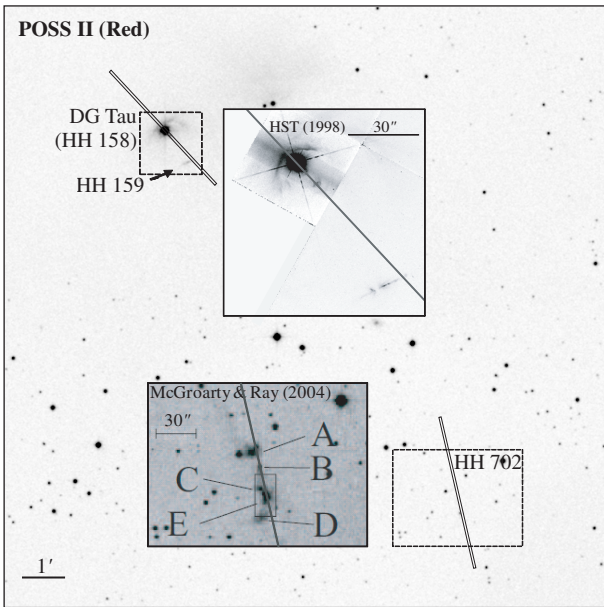 POSS II (Red)
DG Tau
(HH 158)
HH 159
HST (1998)
30″
McGroarty & Ray (2004)
30″
A
B
C
E
D
HH 702
1′